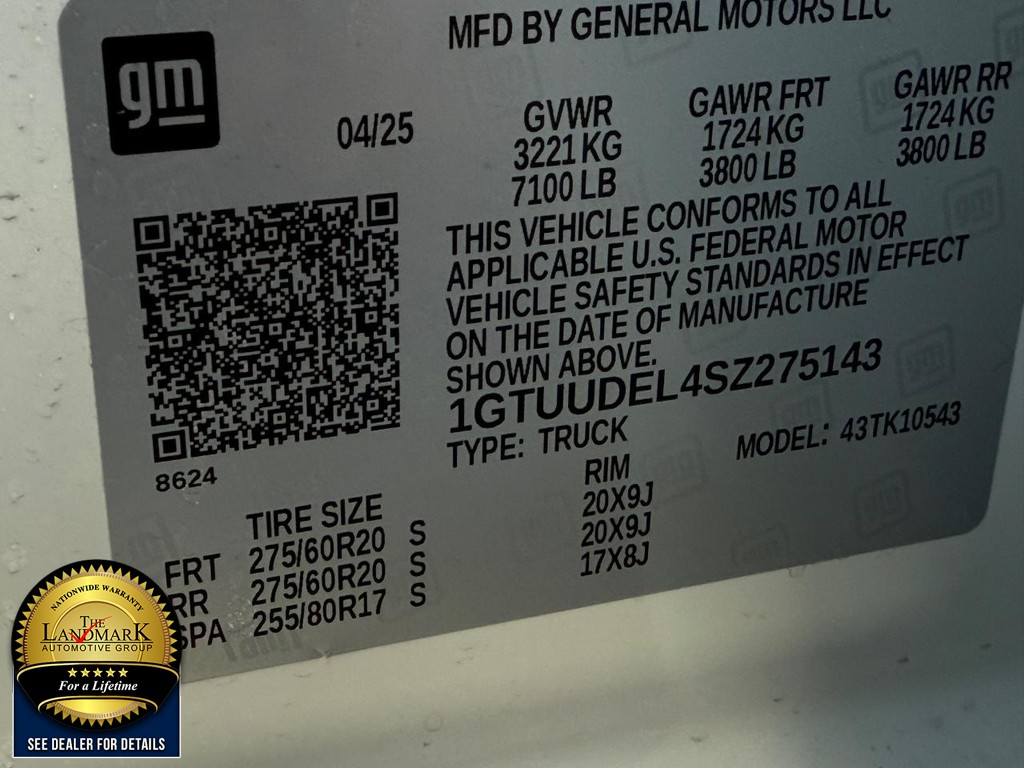 MFD BY GENERAL MOTORS LLC
gm
04/25
GVWR GAWR FRT GAWR RR
3221 KG 1724 KG 1724 KG
7100 LB 3800 LB 3800 LB
THIS VEHICLE CONFORMS TO ALL
APPLICABLE U.S. FEDERAL MOTOR
VEHICLE SAFETY STANDARDS IN EFFECT
ON THE DATE OF MANUFACTURE
SHOWN ABOVE.
1GTUUDEL4SZ275143
TYPE: TRUCK MODEL: 43TK10543
8624
TIRE SIZE RIM
FRT 275/60R20 S 20X9J
RR 275/60R20 S 20X9J
SPA 255/80R17 S 17X8J
NATIONWIDE WARRANTY
THE
LANDMARK
AUTOMOTIVE GROUP
For a Lifetime
SEE DEALER FOR DETAILS